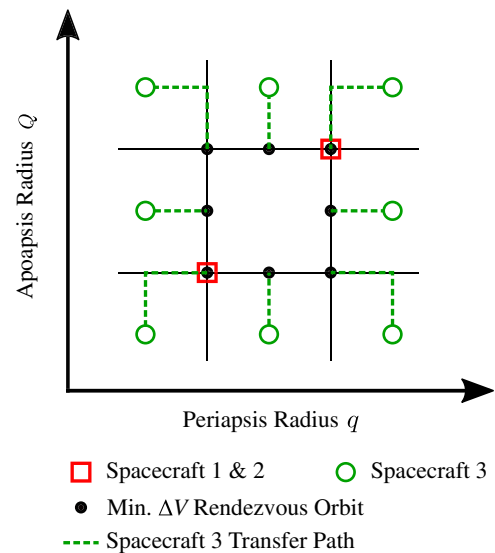 Apoapsis Radius Q
Periapsis Radius q
Spacecraft 1 & 2
Spacecraft 3
Min. ΔV Rendezvous Orbit
Spacecraft 3 Transfer Path